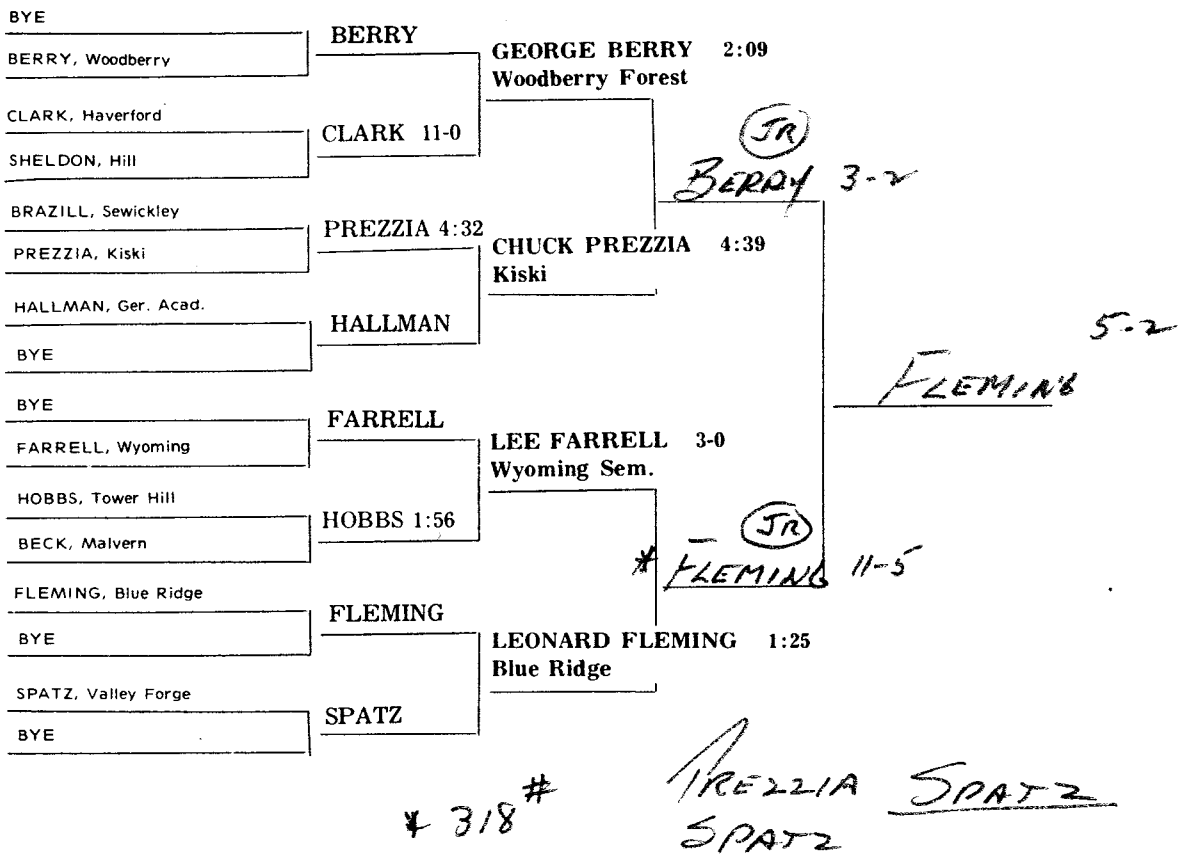 BYE
BERRY, Woodberry
CLARK, Haverford
SHELDON, Hill
BRAZILL, Sewickley
PREZZIA, Kiski
HALLMAN, Ger. Acad.
BYE
BYE
FARRELL, Wyoming
HOBBS, Tower Hill
BECK, Malvern
FLEMING, Blue Ridge
BYE
SPATZ, Valley Forge
BYE
BERRY
CLARK 11-0
PREZZIA 4:32
HALLMAN
FARRELL
HOBBS 1:56
FLEMING
SPATZ
GEORGE BERRY 2:09
Woodberry Forest
CHUCK PREZZIA 4:39
Kiski
LEE FARRELL 3-0
Wyoming Sem.
LEONARD FLEMING 1:25
Blue Ridge
JR
BERRY 3-2
JR
* FLEMING 11-5
5-2
FLEMING
* 318#
PREZZIA SPATZ
SPATZ